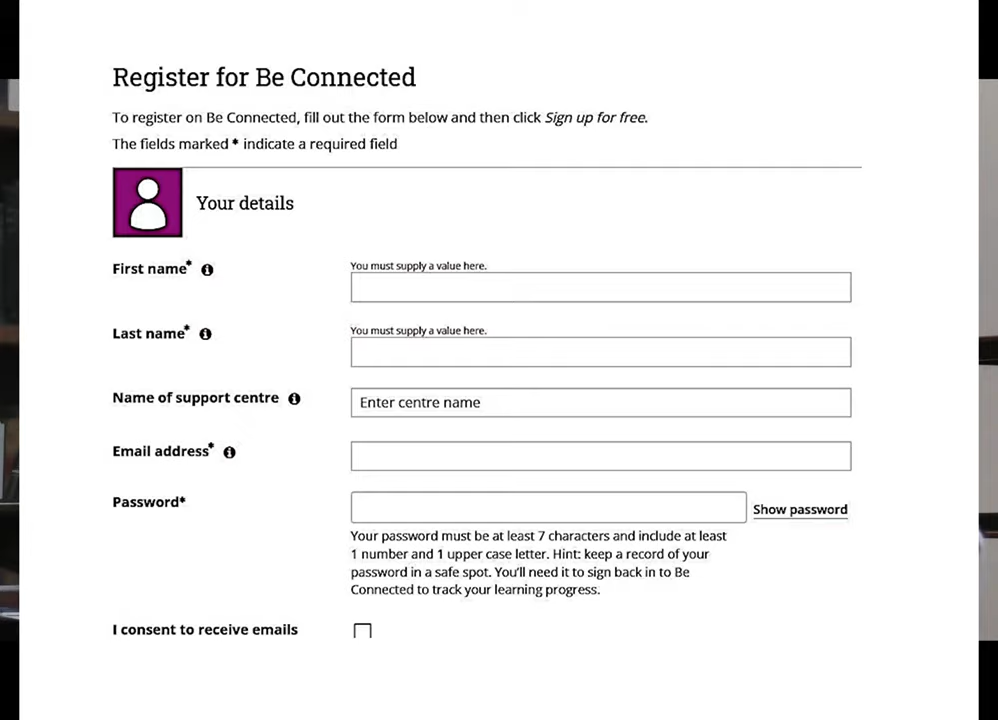 Register for Be Connected
To register on Be Connected, fill out the form below and then click Sign up for free.
The fields marked * indicate a required field
Your details
First name*
You must supply a value here.
Last name*
You must supply a value here.
Name of support centre
Enter centre name
Email address*
Password*
Show password
Your password must be at least 7 characters and include at least
1 number and 1 upper case letter. Hint: keep a record of your
password in a safe spot. You'll need it to sign back in to Be
Connected to track your learning progress.
I consent to receive emails